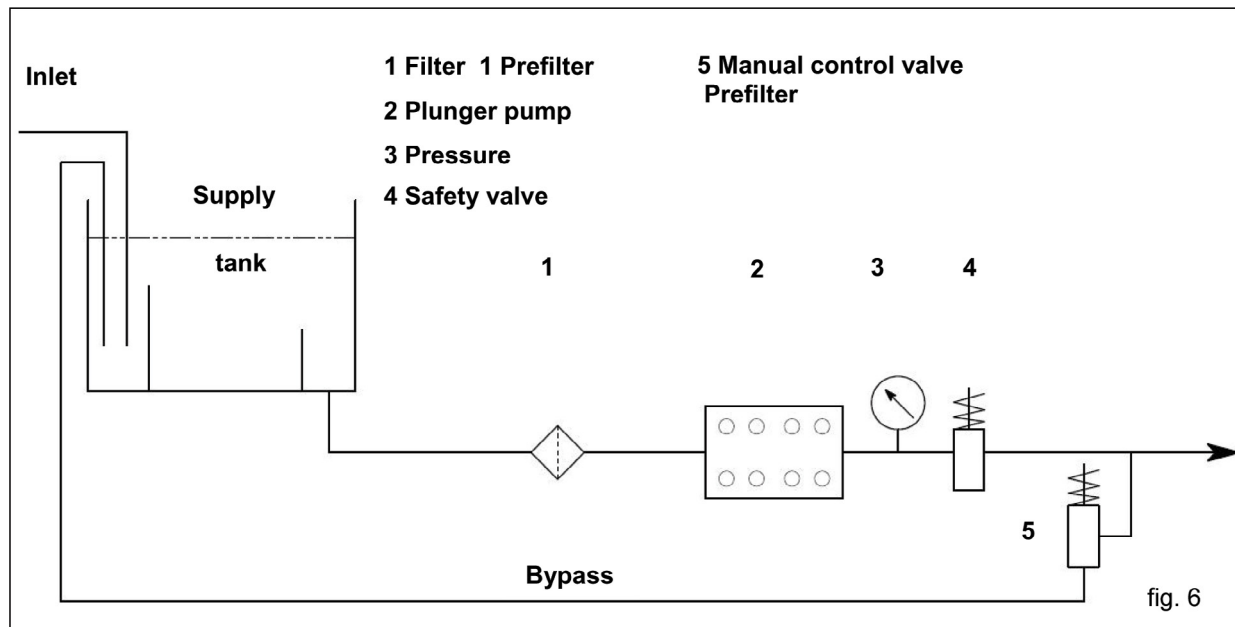 Inlet
1 Filter 1 Prefilter
2 Plunger pump
3 Pressure
4 Safety valve
5 Manual control valve
Prefilter
Supply
tank
1
2
3
4
5
Bypass
fig. 6